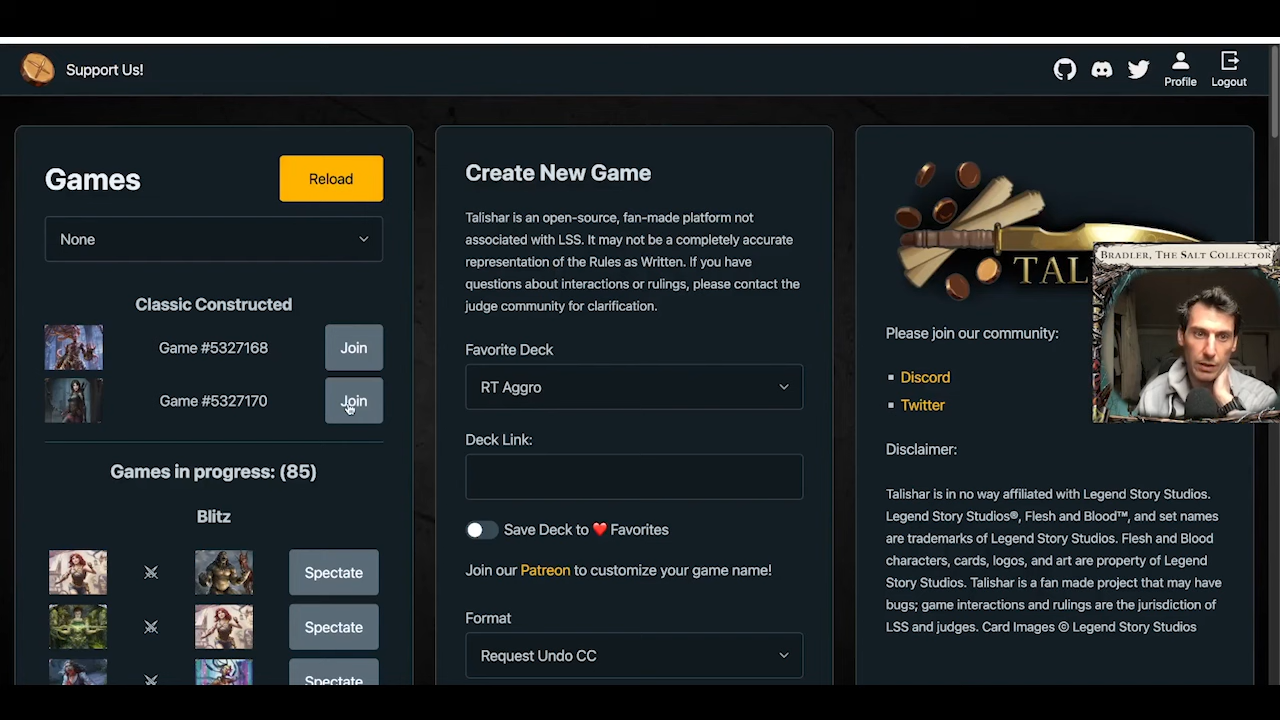 Support Us!
Profile
Logout
Games
Reload
None
Classic Constructed
Game #5327168
Join
Game #5327170
Join
Games in progress: (85)
Blitz
Spectate
Spectate
Spectate
Create New Game
Talishar is an open-source, fan-made platform not
associated with LSS. It may not be a completely accurate
representation of the Rules as Written. If you have
questions about interactions or rulings, please contact the
judge community for clarification.
Favorite Deck
RT Aggro
Deck Link:
Save Deck to ❤️ Favorites
Join our Patreon to customize your game name!
Format
Request Undo CC
TAL
BRADLER, THE SALT COLLECTOR
Please join our community:
Discord
Twitter
Disclaimer:
Talishar is in no way affiliated with Legend Story Studios.
Legend Story Studios®, Flesh and Blood™, and set names
are trademarks of Legend Story Studios. Flesh and Blood
characters, cards, logos, and art are property of Legend
Story Studios. Talishar is a fan made project that may have
bugs; game interactions and rulings are the jurisdiction of
LSS and judges. Card Images © Legend Story Studios